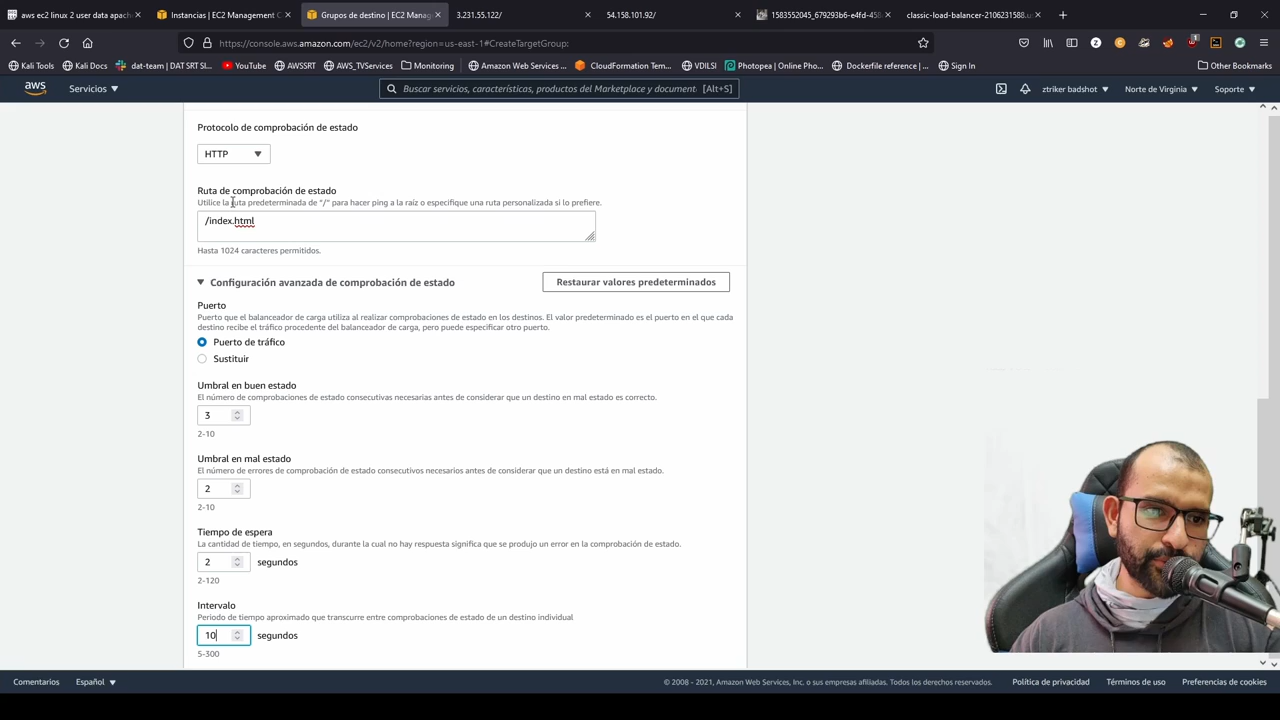 aws ec2 linux 2 user data apach
Instancias | EC2 Management C
Grupos de destino | EC2 Manag
3.231.55.122/
54.158.101.92/
1583552045_679293b6-e4fd-458
classic-load-balancer-2106231588.u
https://console.aws.amazon.com/ec2/v2/home?region=us-east-1#CreateTargetGroup:
Kali Tools
Kali Docs
dat-team | DAT SRT Sl...
YouTube
AWSSRT
AWS_TVServices
Monitoring
Amazon Web Services ...
CloudFormation Tem...
VDILSI
Photopea | Online Pho...
Dockerfile reference | ...
Sign In
Other Bookmarks
aws
Servicios
Buscar servicios, características, productos del Marketplace y document
[Alt+S]
ztriker badshot
Norte de Virginia
Soporte
Protocolo de comprobación de estado
HTTP
Ruta de comprobación de estado
Utilice la ruta predeterminada de "/" para hacer ping a la raíz o especifique una ruta personalizada si lo prefiere.
/index.html
Hasta 1024 caracteres permitidos.
Configuración avanzada de comprobación de estado
Restaurar valores predeterminados
Puerto
Puerto que el balanceador de carga utiliza al realizar comprobaciones de estado en los destinos. El valor predeterminado es el puerto en el que cada
destino recibe el tráfico procedente del balanceador de carga, pero puede especificar otro puerto.
Puerto de tráfico
Sustituir
Umbral en buen estado
El número de comprobaciones de estado consecutivas necesarias antes de considerar que un destino en mal estado es correcto.
3
2-10
Umbral en mal estado
El número de errores de comprobación de estado consecutivos necesarios antes de considerar que un destino está en mal estado.
2
2-10
Tiempo de espera
La cantidad de tiempo, en segundos, durante la cual no hay respuesta significa que se produjo un error en la comprobación de estado.
2 segundos
2-120
Intervalo
Periodo de tiempo aproximado que transcurre entre comprobaciones de estado de un destino individual
10 segundos
5-300
Comentarios
Español
© 2008 - 2021, Amazon Web Services, Inc. o sus empresas afiliadas. Todos los derechos reservados.
Política de privacidad
Términos de uso
Preferencias de cookies